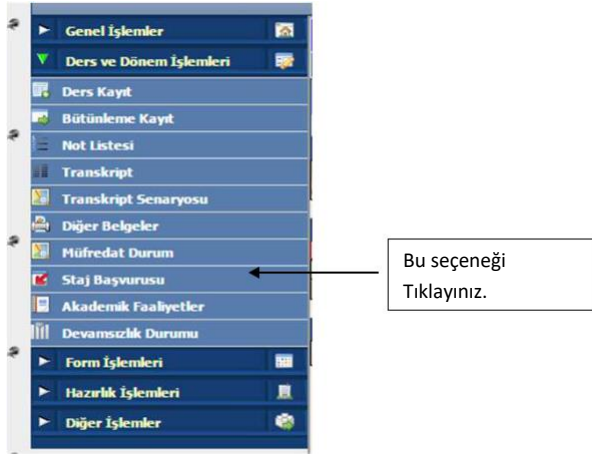 Genel İşlemler
Ders ve Dönem İşlemleri
Ders Kayıt
Bütünleme Kayıt
Not Listesi
Transkript
Transkript Senaryosu
Diğer Belgeler
Müfredat Durum
Staj Başvurusu
Akademik Faaliyetler
Devamsızlık Durumu
Form İşlemleri
Hazırlık İşlemleri
Diğer İşlemler
Bu seçeneği
Tıklayınız.